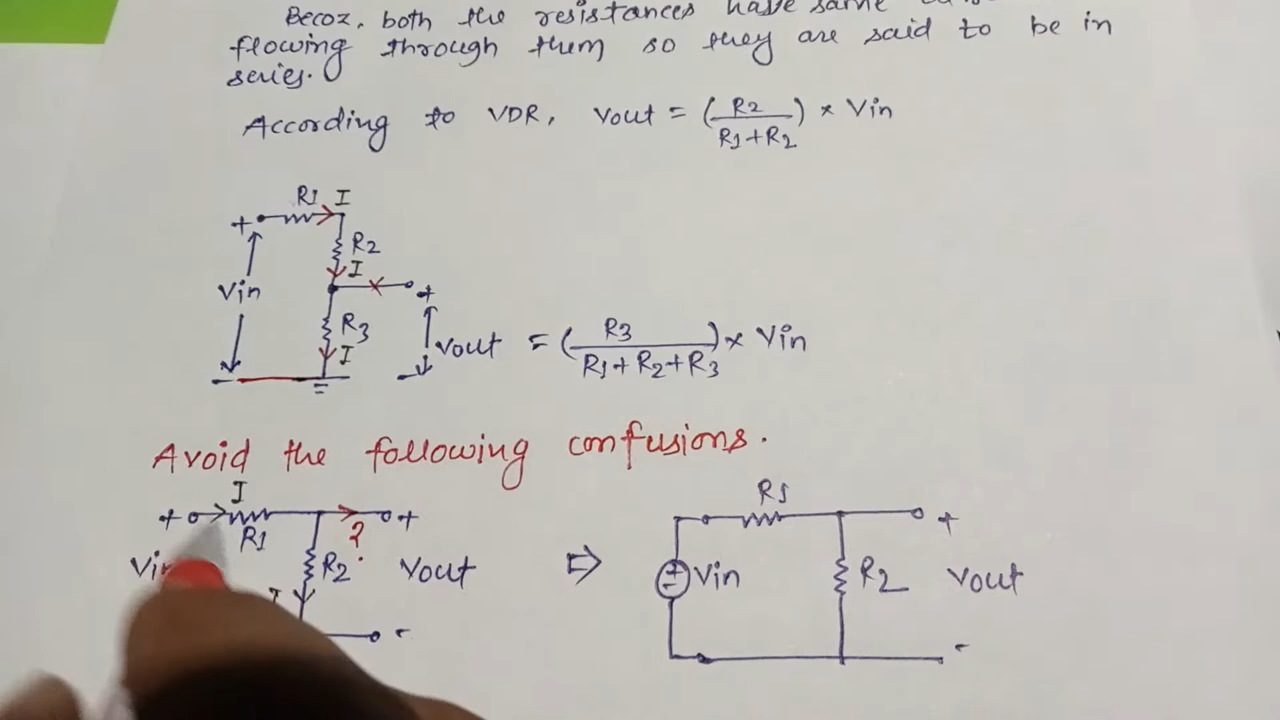 Becoz, both the resistances have same
flowing through them so they are said to be in
series.
According to VDR, Vout = (R2 / R1+R2) * Vin
R1 I
+
R2
I
Vin
+
R3
I
Vout = (R3 / R1+R2+R3) * Vin
Avoid the following confusions.
I
+ +
R1
?
Vin
R2
Vout
I
-
⇒
R1
+
+
-
Vin
R2
Vout
-